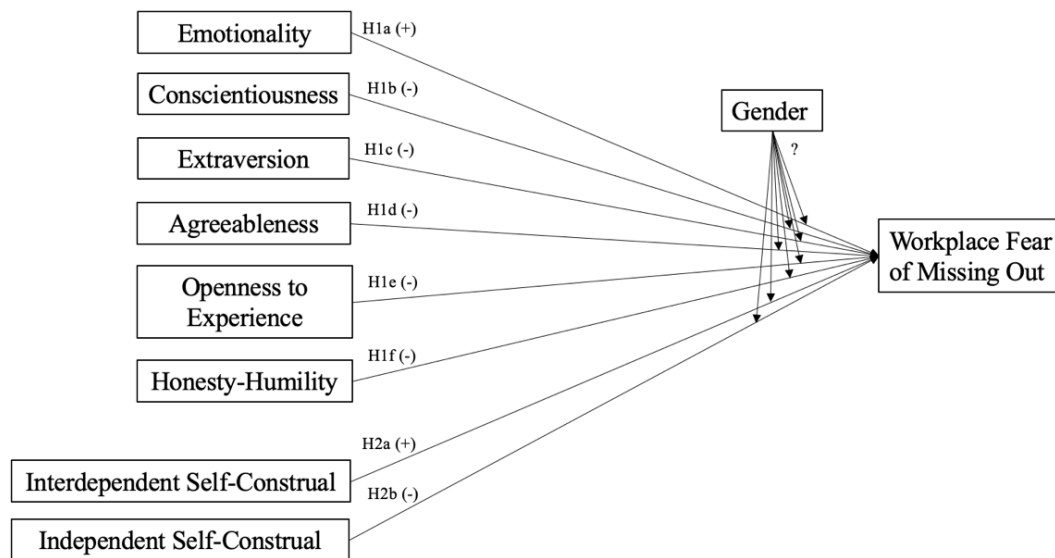 Emotionality
H1a (+)
Conscientiousness
H1b (-)
Extraversion
H1c (-)
Agreeableness
H1d (-)
Openness to
Experience
H1e (-)
Honesty-Humility
H1f (-)
Interdependent Self-Construal
H2a (+)
Independent Self-Construal
H2b (-)
Gender
?
Workplace Fear
of Missing Out